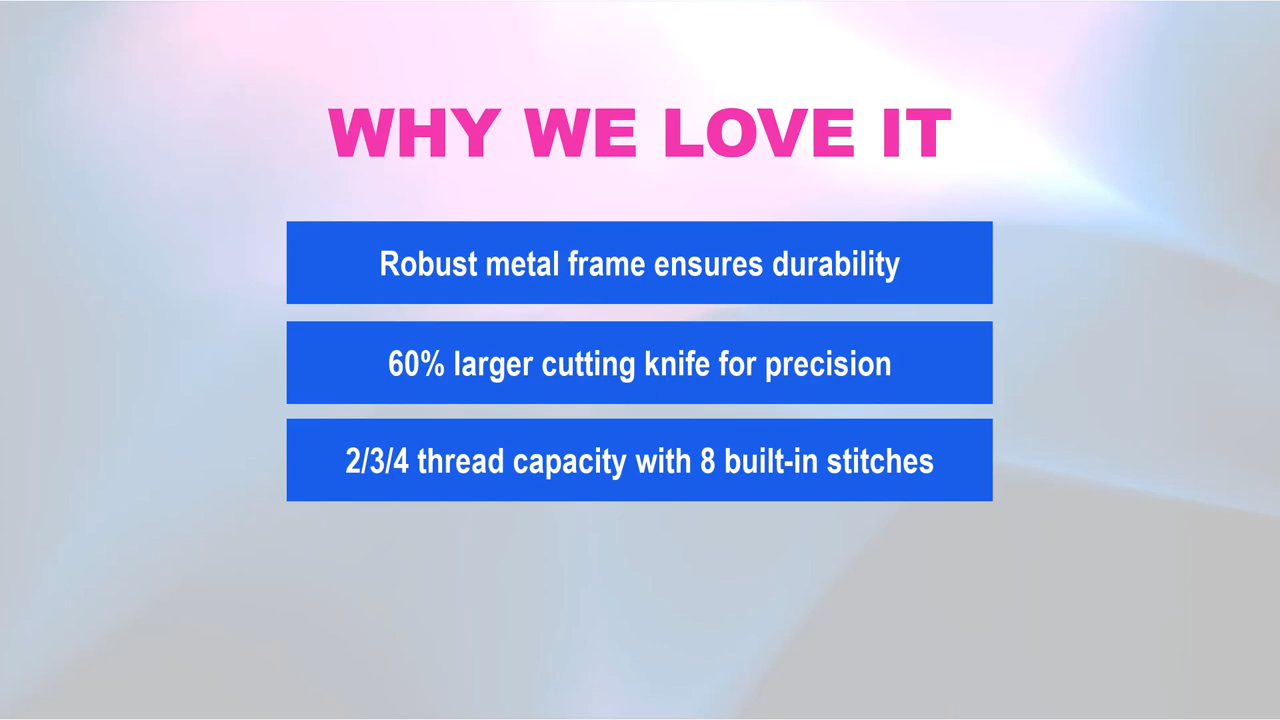 WHY WE LOVE IT
Robust metal frame ensures durability
60% larger cutting knife for precision
2/3/4 thread capacity with 8 built-in stitches